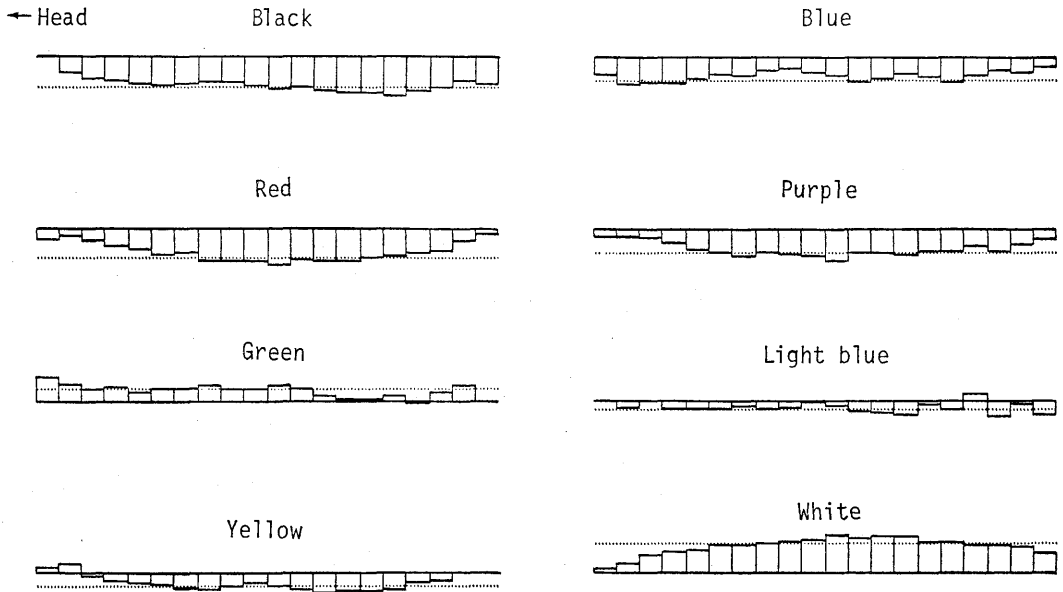 ← Head
Black
Blue
Red
Purple
Green
Light blue
Yellow
White